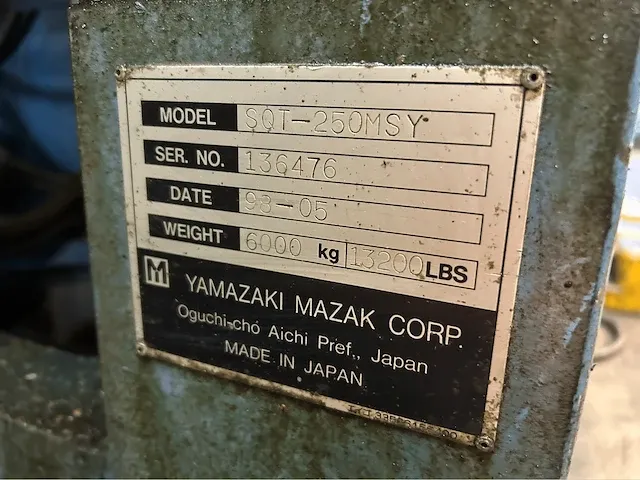 MODEL SQT-250MSY
SER. NO. 136476
DATE 93-05
WEIGHT 6000 kg 13200 LBS
M YAMAZAKI MAZAK CORP.
Oguchi-cho Aichi Pref., Japan
MADE IN JAPAN